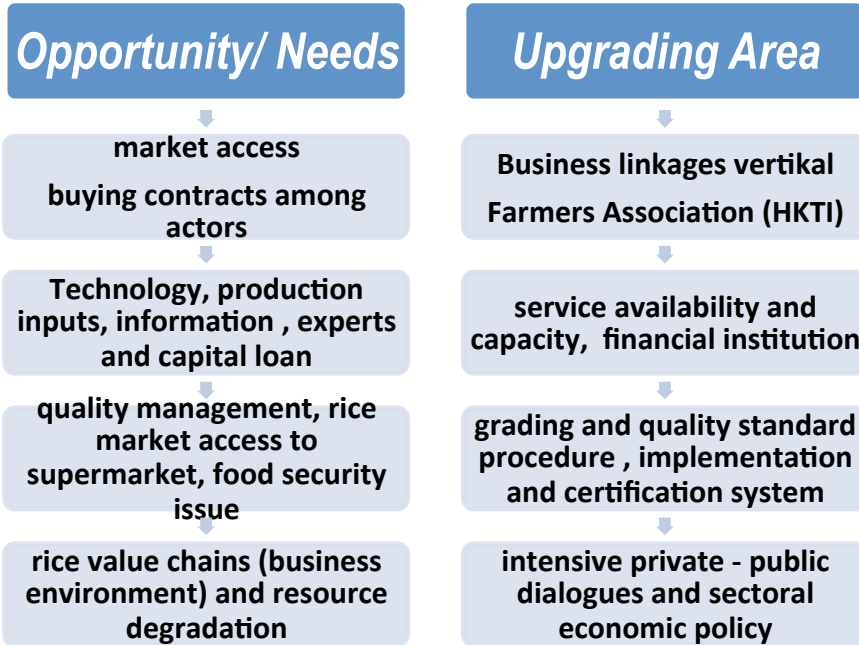 Opportunity/ Needs
market access
buying contracts among
actors
Technology, production
inputs, information , experts
and capital loan
quality management, rice
market access to
supermarket, food security
issue
rice value chains (business
environment) and resource
degradation
Upgrading Area
Business linkages vertikal
Farmers Association (HKTI)
service availability and
capacity, financial institution
grading and quality standard
procedure , implementation
and certification system
intensive private - public
dialogues and sectoral
economic policy